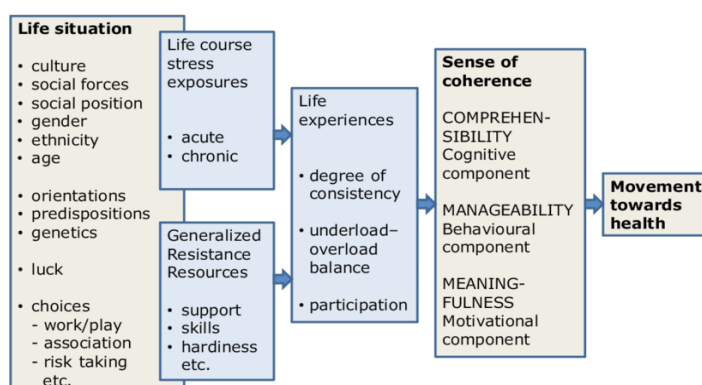 Life situation
• culture
• social forces
• social position
• gender
• ethnicity
• age
• orientations
• predispositions
• genetics
• luck
• choices
- work/play
- association
- risk taking
etc.
Life course
stress
exposures
• acute
• chronic
Generalized
Resistance
Resources
• support
• skills
• hardiness
etc.
Life
experiences
• degree of
consistency
• underload–
overload
balance
• participation
Sense of
coherence
COMPREHEN-
SIBILITY
Cognitive
component
MANAGEABILITY
Behavioural
component
MEANING-
FULNESS
Motivational
component
Movement
towards
health